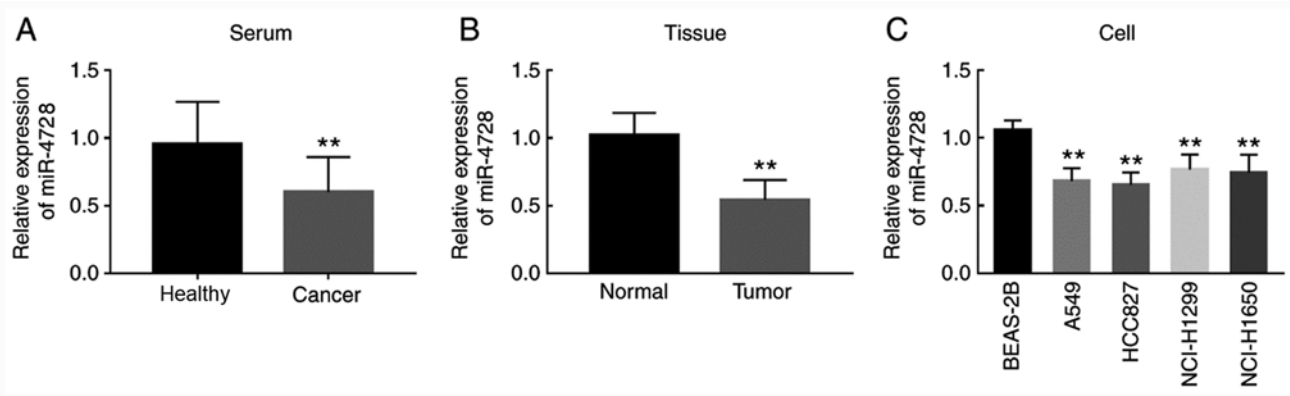 A
Serum
Relative expression
of miR-4728
1.5
1.0
0.5
0.0
**
Healthy
Cancer
B
Tissue
Relative expression
of miR-4728
1.5
1.0
0.5
0.0
**
Normal
Tumor
C
Cell
Relative expression
of miR-4728
1.5
1.0
0.5
0.0
**
**
**
**
BEAS-2B
A549
HCC827
NCI-H1299
NCI-H1650